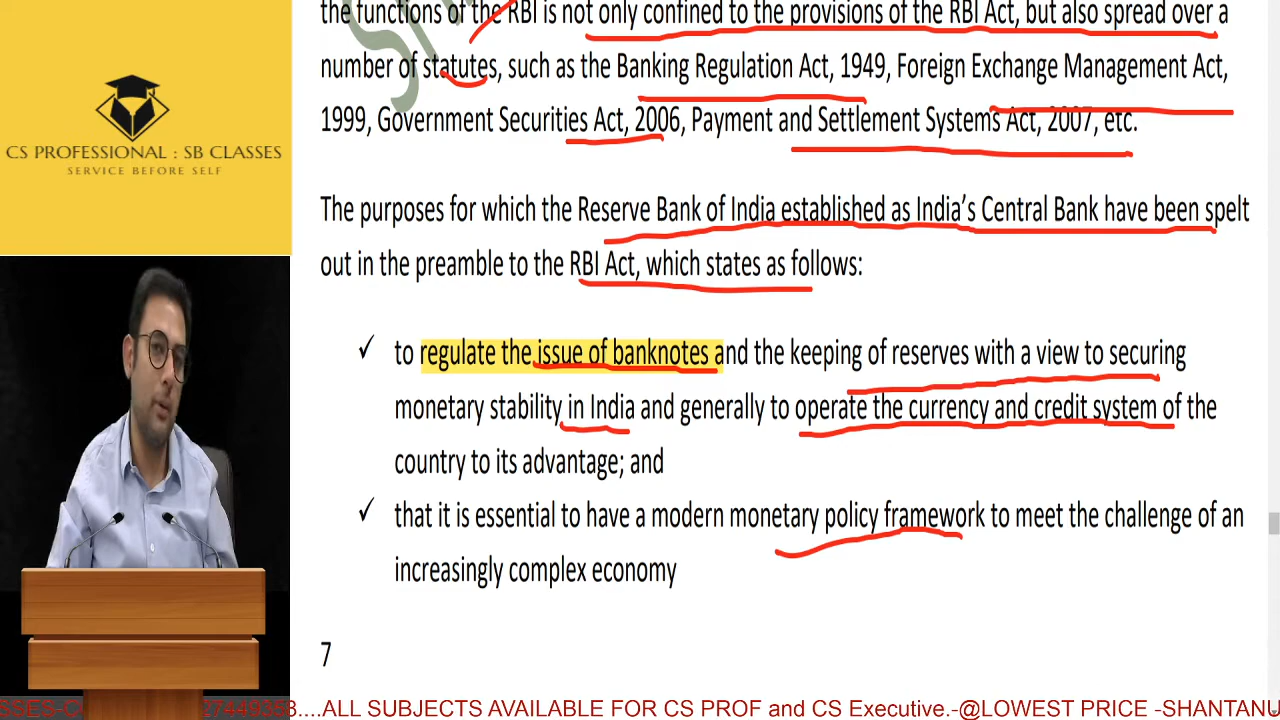 the functions of the RBI is not only confined to the provisions of the RBI Act, but also spread over a
number of statutes, such as the Banking Regulation Act, 1949, Foreign Exchange Management Act,
1999, Government Securities Act, 2006, Payment and Settlement Systems Act, 2007, etc.
CS PROFESSIONAL : SB CLASSES
SERVICE BEFORE SELF
The purposes for which the Reserve Bank of India established as India's Central Bank have been spelt
out in the preamble to the RBI Act, which states as follows:
✓ to regulate the issue of banknotes and the keeping of reserves with a view to securing
monetary stability in India and generally to operate the currency and credit system of the
country to its advantage; and
✓ that it is essential to have a modern monetary policy framework to meet the challenge of an
increasingly complex economy
7
27449358....ALL SUBJECTS AVAILABLE FOR CS PROF and CS Executive.-@LOWEST PRICE -SHANTANU